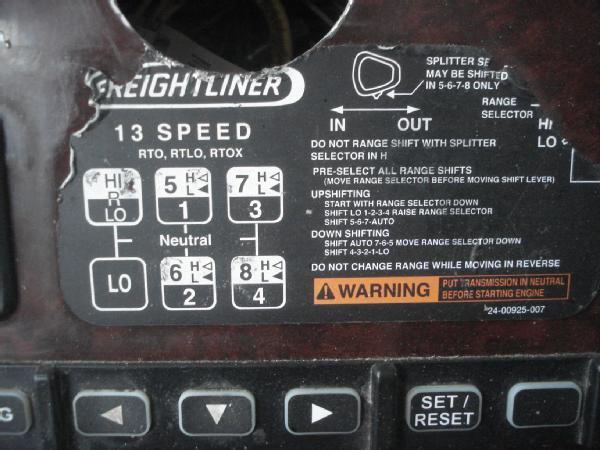 FREIGHTLINER
13 SPEED
RTO, RTLO, RTOX
HI
R
LO
5 H L
1
7 H L
3
Neutral
LO
6 H L
2
8 H L
4
SPLITTER
MAY BE SHIFTED
IN 5-6-7-8 ONLY
RANGE
SELECTOR
HI
LO
IN OUT
DO NOT RANGE SHIFT WITH SPLITTER
SELECTOR IN H
PRE-SELECT ALL RANGE SHIFTS
(MOVE RANGE SELECTOR BEFORE MOVING SHIFT LEVER)
UPSHIFTING
START WITH RANGE SELECTOR DOWN
SHIFT LO 1-2-3-4 RAISE RANGE SELECTOR
SHIFT 5-6-7-AUTO
DOWN SHIFTING
SHIFT AUTO 7-6-5 MOVE RANGE SELECTOR DOWN
SHIFT 4-3-2-1-LO
DO NOT CHANGE RANGE WHILE MOVING IN REVERSE
WARNING
PUT TRANSMISSION IN NEUTRAL
BEFORE STARTING ENGINE
24-00925-007
G
SET /
RESET